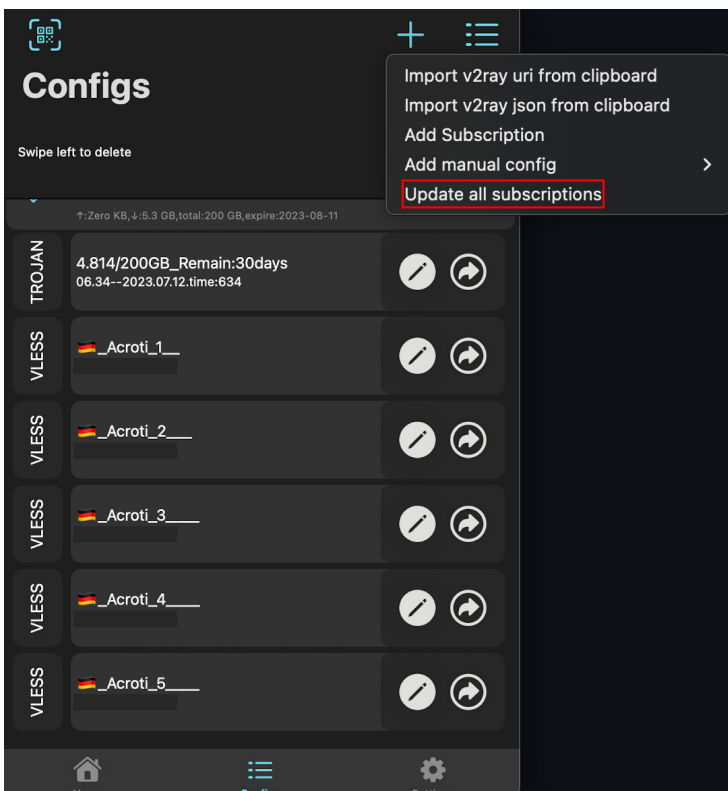 Configs
Swipe left to delete
Import v2ray uri from clipboard
Import v2ray json from clipboard
Add Subscription
Add manual config
Update all subscriptions
↑:Zero KB,↓:5.3 GB,total:200 GB,expire:2023-08-11
TROJAN
4.814/200GB_Remain:30days
06.34--2023.07.12.time:634
VLESS
🇩🇪_Acroti_1__
VLESS
🇩🇪_Acroti_2___
VLESS
🇩🇪_Acroti_3____
VLESS
🇩🇪_Acroti_4____
VLESS
🇩🇪_Acroti_5____